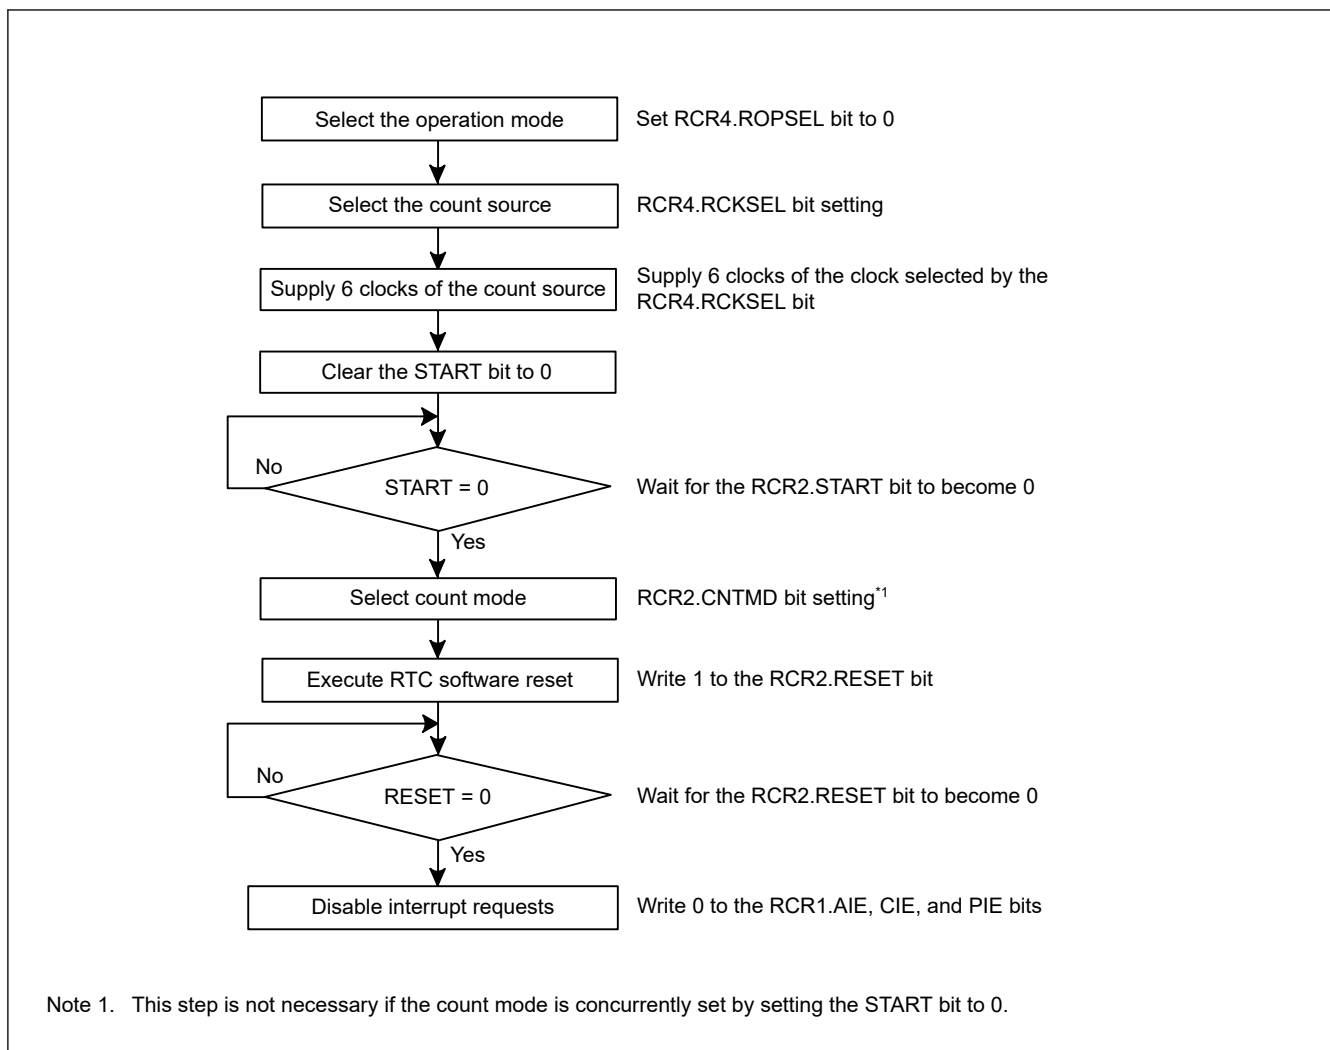 Select the operation mode
Set RCR4.ROPSEL bit to 0
Select the count source
RCR4.RCKSEL bit setting
Supply 6 clocks of the count source
Supply 6 clocks of the clock selected by the
RCR4.RCKSEL bit
Clear the START bit to 0
No
START = 0
Wait for the RCR2.START bit to become 0
Yes
Select count mode
RCR2.CNTMD bit setting*1
Execute RTC software reset
Write 1 to the RCR2.RESET bit
No
RESET = 0
Wait for the RCR2.RESET bit to become 0
Yes
Disable interrupt requests
Write 0 to the RCR1.AIE, CIE, and PIE bits
Note 1. This step is not necessary if the count mode is concurrently set by setting the START bit to 0.